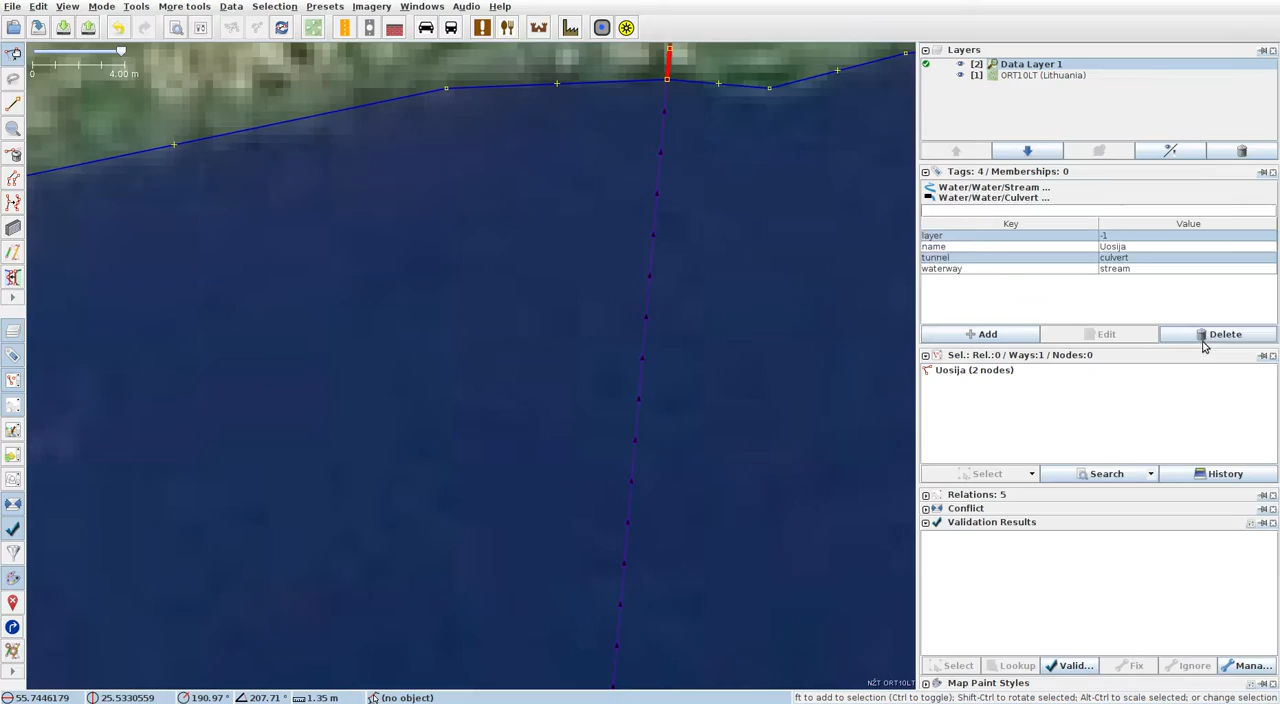 File Edit View Mode Tools More tools Data Selection Presets Imagery Windows Audio Help
0 4.00 m
Layers
[2] Data Layer 1
[1] ORT10LT (Lithuania)
Tags: 4 / Memberships: 0
Water/Water/Stream ...
Water/Water/Culvert ...
Key Value
layer -1
name Uosija
tunnel culvert
waterway stream
Add Edit Delete
Sel.: Rel.:0 / Ways:1 / Nodes:0
Uosija (2 nodes)
Select Search History
Relations: 5
Conflict
Validation Results
Select Lookup Valid... Fix Ignore Mana...
Map Paint Styles
NŽT ORT10LT
55.7446179 25.5330559 190.97° 207.71° 1.35 m (no object) ft to add to selection (Ctrl to toggle); Shift-Ctrl to rotate selected; Alt-Ctrl to scale selected; or change selection